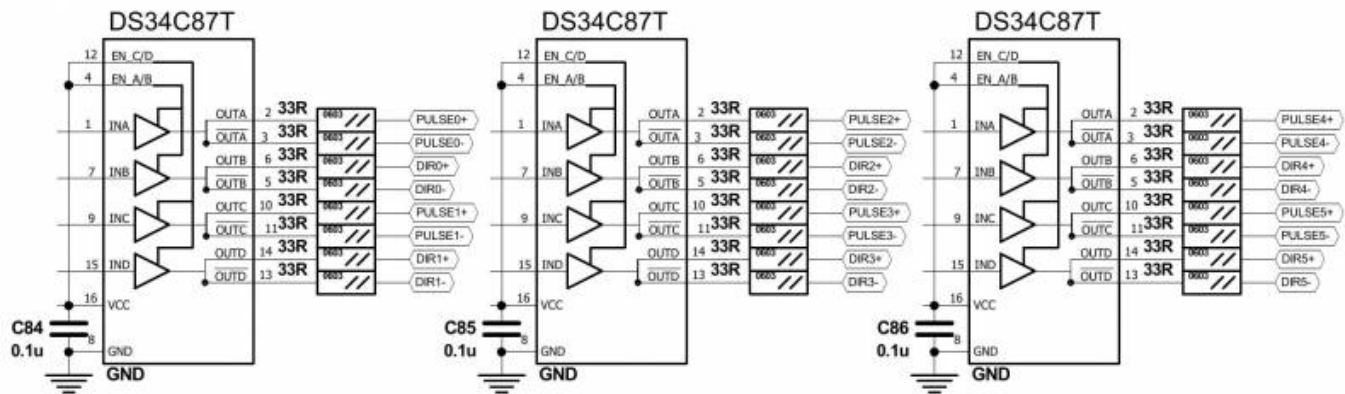 DS34C87T
12 EN_C/D
4 EN_A/B
OUTA 2 33R 0603 PULSE0+
1 INA
OUTA 3 33R PULSE0-
OUTB 6 33R 0603 DIR0+
7 INB
OUTB 5 33R 0603 DIR0-
OUTC 10 33R 0603 PULSE1+
9 INC
OUTC 11 33R 0603 PULSE1-
OUTD 14 33R 0603 DIR1+
15 IND
OUTD 13 33R 0603 DIR1-
16 VCC
C84
0.1u
8 GND
GND
DS34C87T
12 EN_C/D
4 EN_A/B
OUTA 2 33R 0603 PULSE2+
1 INA
OUTA 3 33R 0603 PULSE2-
OUTB 6 33R 0603 DIR2+
7 INB
OUTB 5 33R 0603 DIR2-
OUTC 10 33R 0603 PULSE3+
9 INC
OUTC 11 33R 0603 PULSE3-
OUTD 14 33R 0603 DIR3+
15 IND
OUTD 13 33R 0603 DIR3-
16 VCC
C85
0.1u
8 GND
GND
DS34C87T
12 EN_C/D
4 EN_A/B
OUTA 2 33R 0603 PULSE4+
1 INA
OUTA 3 33R 0603 PULSE4-
OUTB 6 33R 0603 DIR4+
7 INB
OUTB 5 33R 0603 DIR4-
OUTC 10 33R 0603 PULSE5+
9 INC
OUTC 11 33R 0603 PULSE5-
OUTD 14 33R 0603 DIR5+
15 IND
OUTD 13 33R 0603 DIR5-
16 VCC
C86
0.1u
8 GND
GND